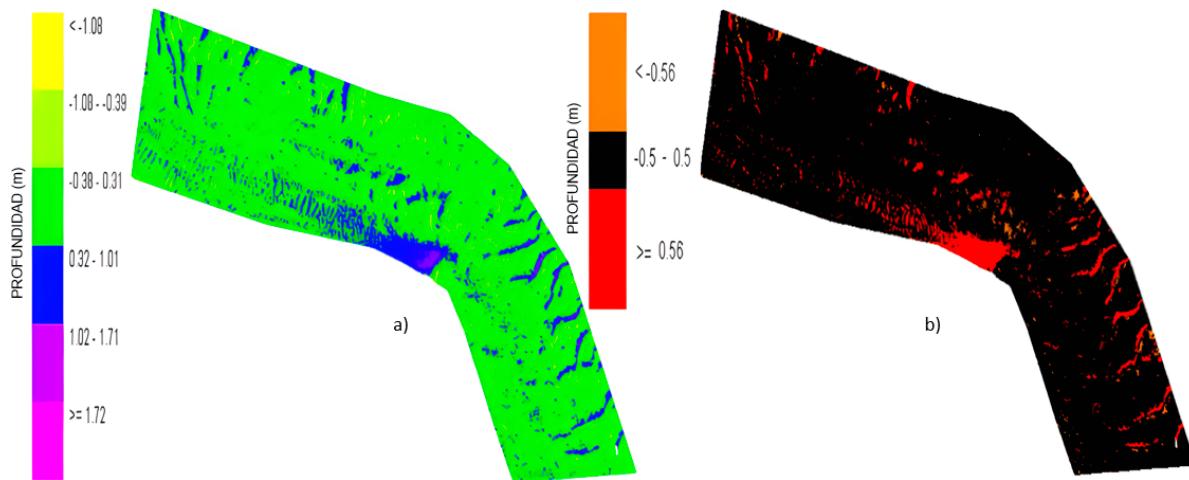 PROFUNDIDAD (m)
< -1.08
-1.08 - -0.39
-0.38 - 0.31
0.32 - 1.01
1.02 - 1.71
>= 1.72
a)
PROFUNDIDAD (m)
< -0.56
-0.5 - 0.5
>= 0.56
b)